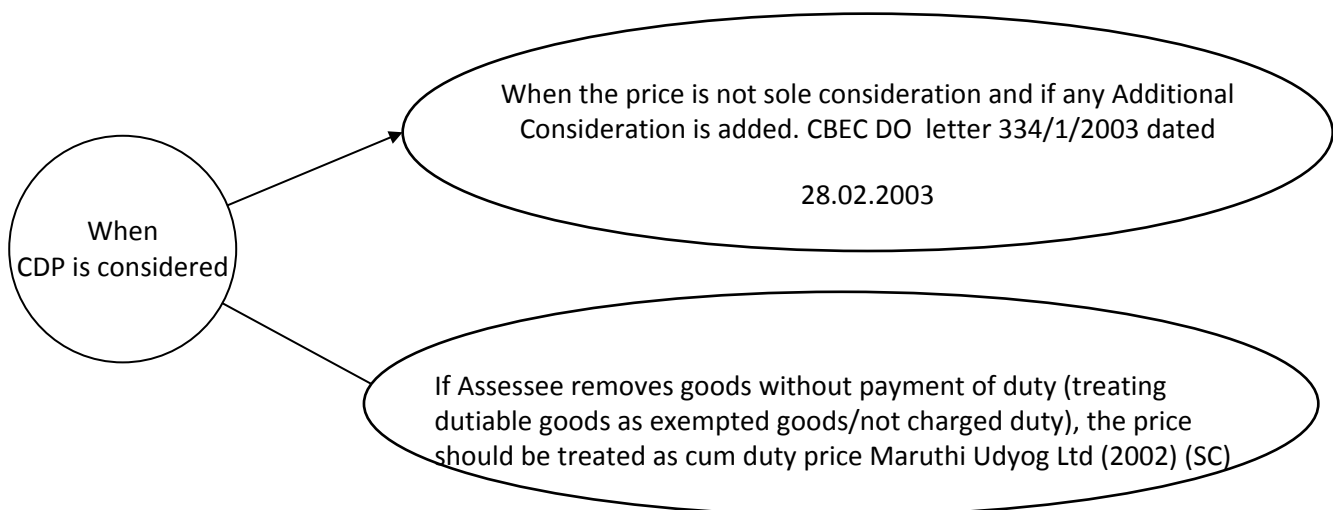 When
CDP is considered
When the price is not sole consideration and if any Additional
Consideration is added. CBEC DO letter 334/1/2003 dated
28.02.2003
If Assessee removes goods without payment of duty (treating
dutiable goods as exempted goods/not charged duty), the price
should be treated as cum duty price Maruthi Udyog Ltd (2002) (SC)